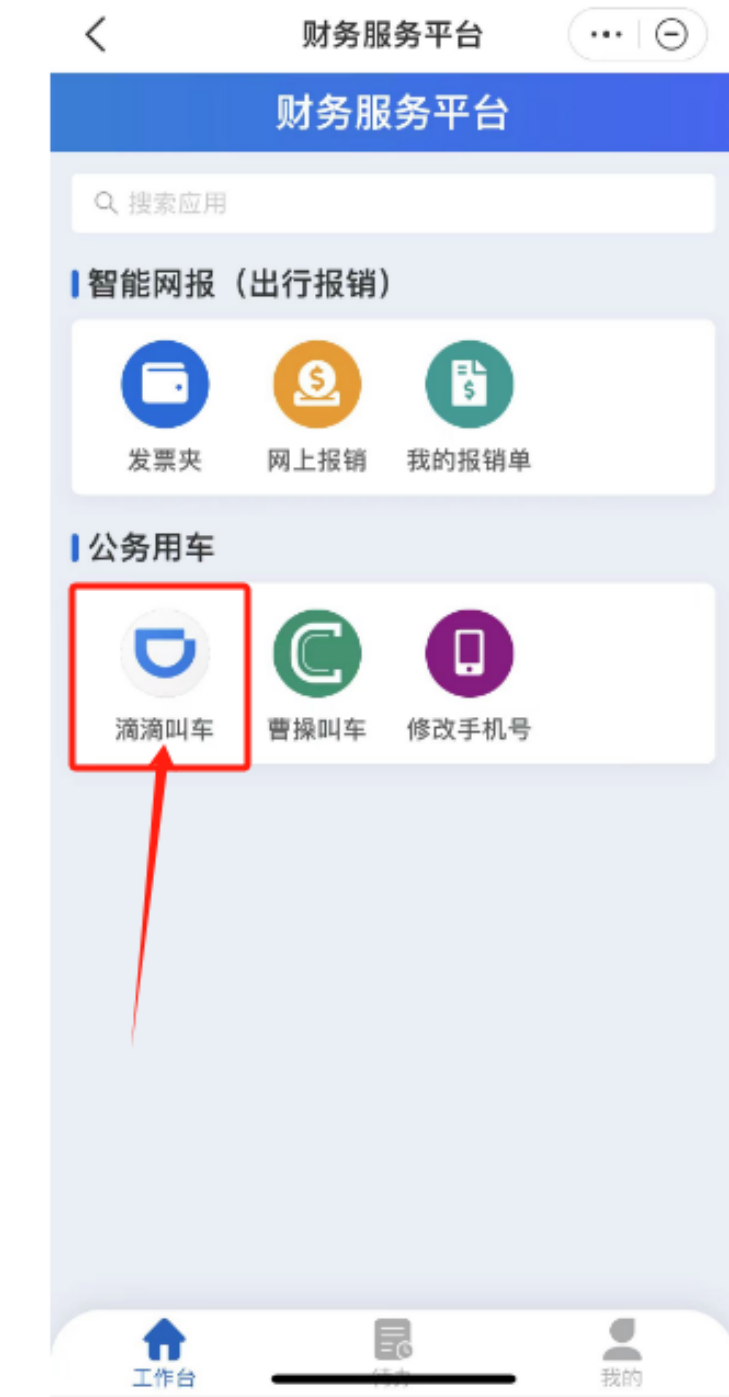 财务服务平台
财务服务平台
搜索应用
智能网报（出行报销）
发票夹 网上报销 我的报销单
公务用车
滴滴叫车 曹操叫车 修改手机号
工作台 我的